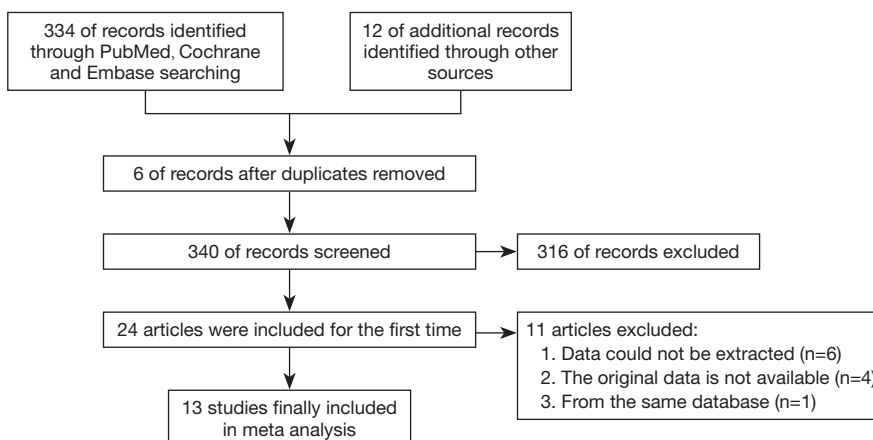 334 of records identified
through PubMed, Cochrane
and Embase searching
12 of additional records
identified through other
sources
6 of records after duplicates removed
340 of records screened
316 of records excluded
24 articles were included for the first time
11 articles excluded:
1. Data could not be extracted (n=6)
2. The original data is not available (n=4)
3. From the same database (n=1)
13 studies finally included
in meta analysis